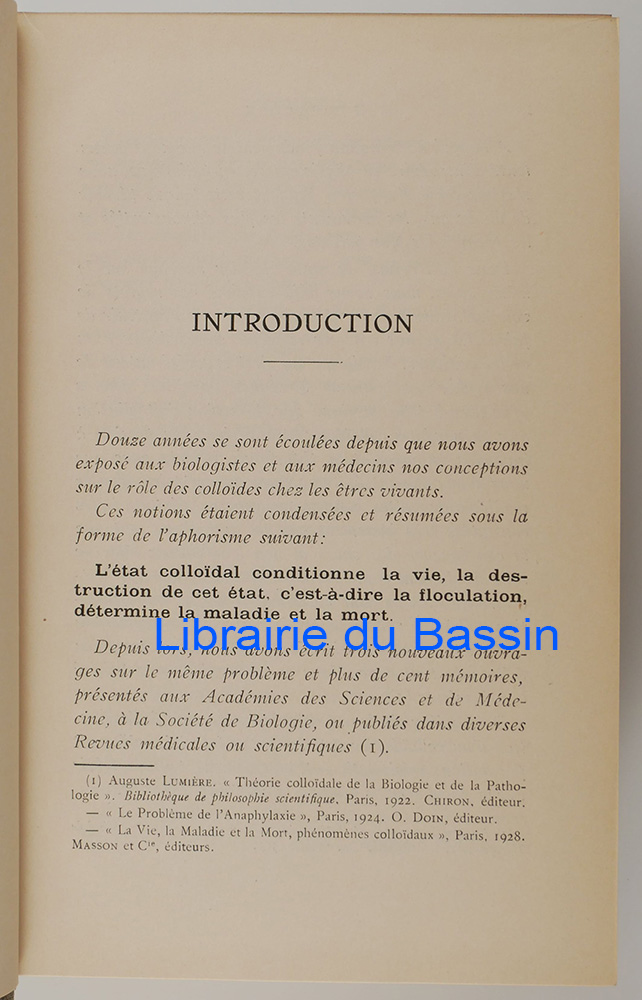 INTRODUCTION
Douze années se sont écoulées depuis que nous avons
exposé aux biologistes et aux médecins nos conceptions
sur le rôle des colloïdes chez les êtres vivants.
Ces notions étaient condensées et résumées sous la
forme de l'aphorisme suivant :
L'état colloïdal conditionne la vie, la des-
truction de cet état, c'est-à-dire la floculation,
détermine la maladie et la mort.
Librairie du Bassin
Depuis lors, nous avons écrit trois nouveaux ouvra-
ges sur le même problème et plus de cent mémoires,
présentés aux Académies des Sciences et de Méde-
cine, à la Société de Biologie, ou publiés dans diverses
Revues médicales ou scientifiques (1).
(1) Auguste LUMIÈRE. « Théorie colloïdale de la Biologie et de la Patho-
logie ». Bibliothèque de philosophie scientifique, Paris, 1922. CHIRON, éditeur.
— « Le Problème de l'Anaphylaxie », Paris, 1924. O. DOIN, éditeur.
— « La Vie, la Maladie et la Mort, phénomènes colloïdaux », Paris, 1928.
MASSON et Cie, éditeurs.